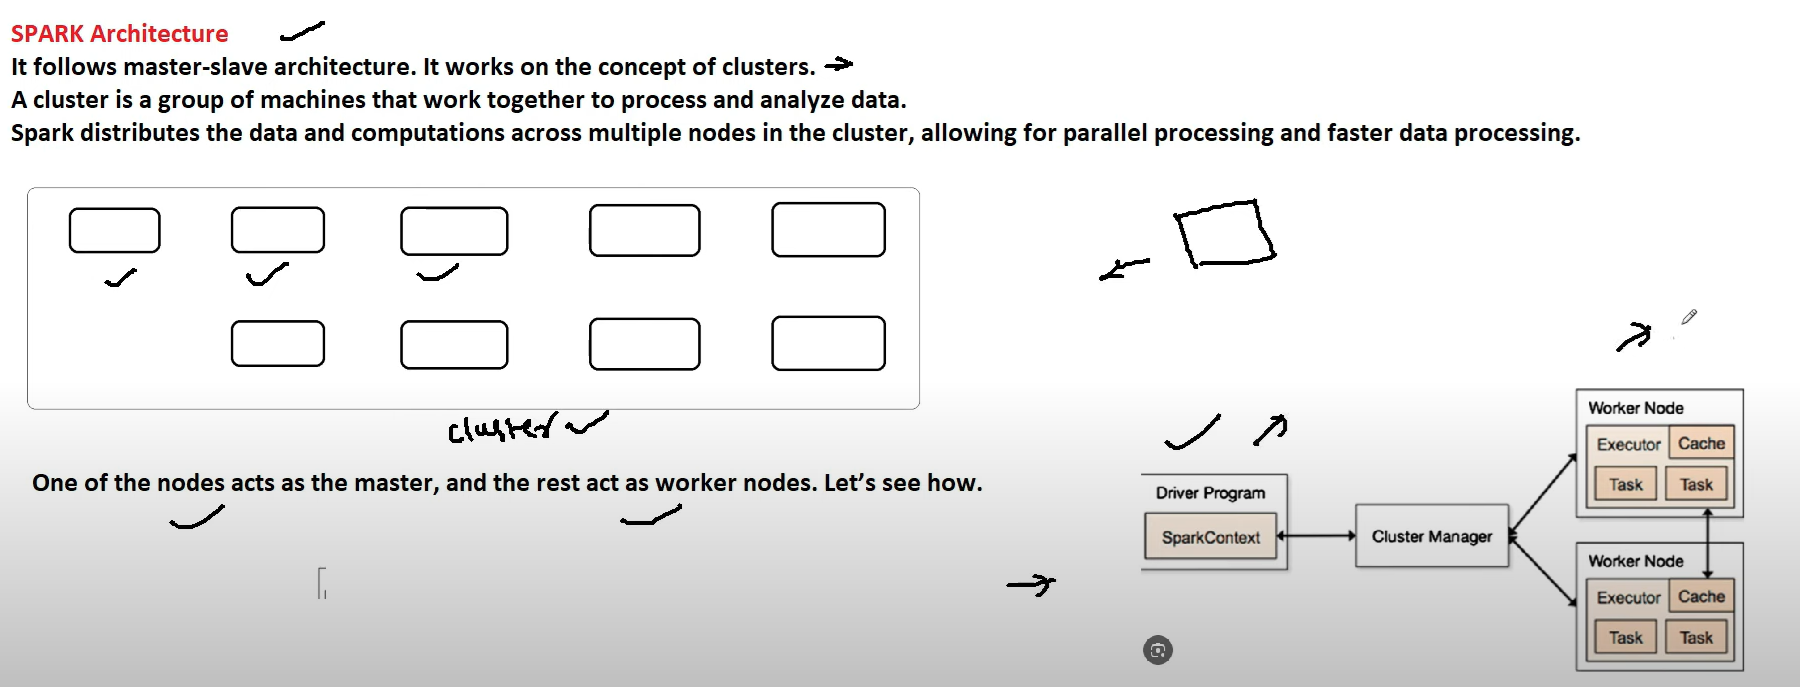 SPARK Architecture
It follows master-slave architecture. It works on the concept of clusters.
A cluster is a group of machines that work together to process and analyze data.
Spark distributes the data and computations across multiple nodes in the cluster, allowing for parallel processing and faster data processing.
cluster
One of the nodes acts as the master, and the rest act as worker nodes. Let's see how.
Driver Program
SparkContext
Cluster Manager
Worker Node
Executor
Cache
Task
Task
Worker Node
Executor
Cache
Task
Task